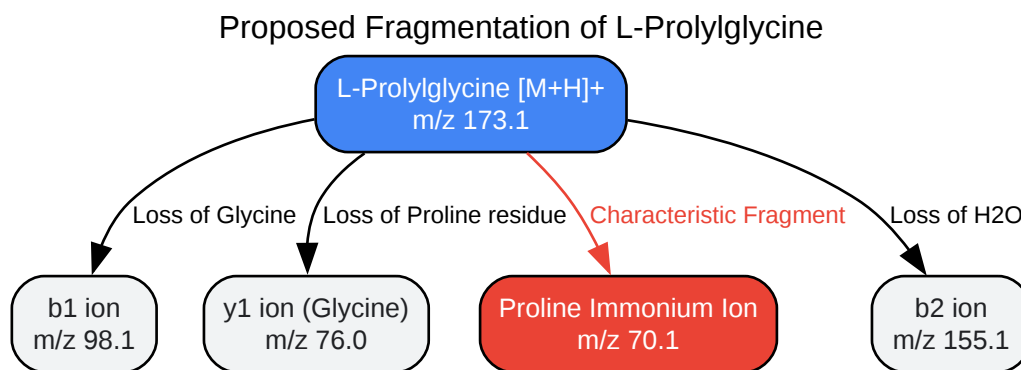 Proposed Fragmentation of L-Prolylglycine
L-Prolylglycine [M+H]+
m/z 173.1
Loss of Glycine
Loss of Proline residue
Characteristic Fragment
Loss of H2O
b1 ion
m/z 98.1
y1 ion (Glycine)
m/z 76.0
Proline Immonium Ion
m/z 70.1
b2 ion
m/z 155.1